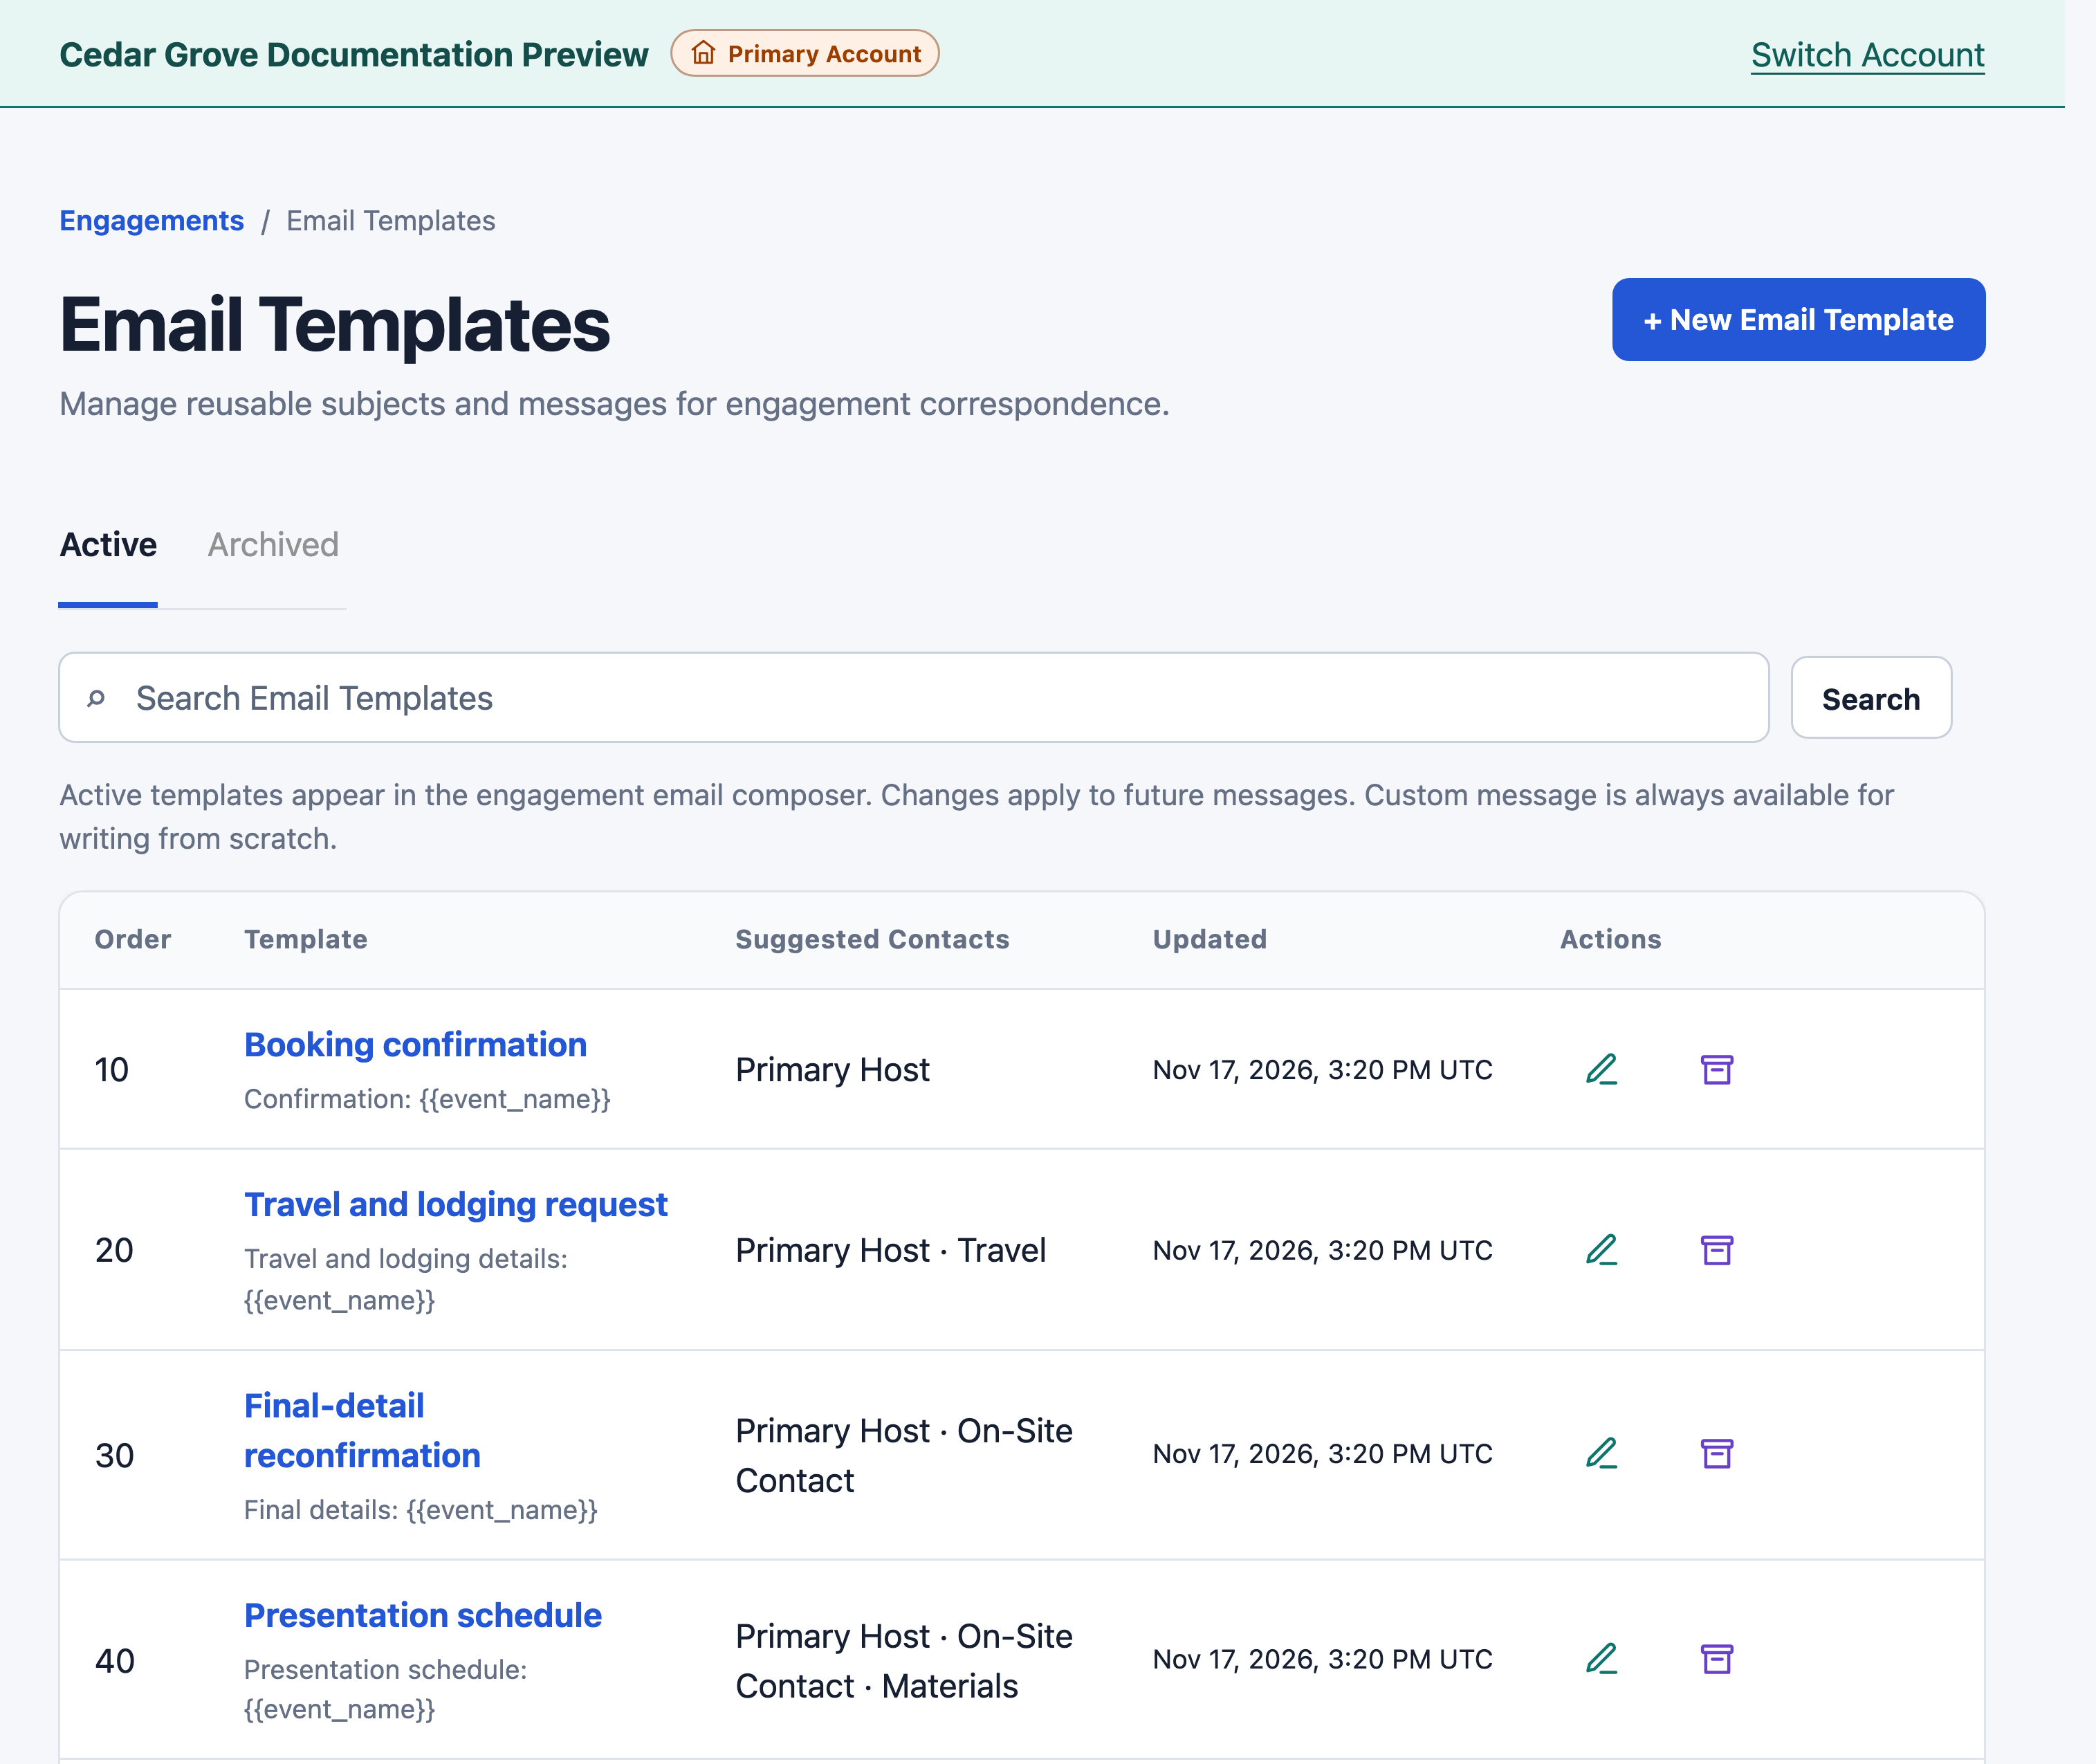 Cedar Grove Documentation Preview
Primary Account
Switch Account
Engagements / Email Templates
Email Templates
+ New Email Template
Manage reusable subjects and messages for engagement correspondence.
Active
Archived
Search Email Templates
Search
Active templates appear in the engagement email composer. Changes apply to future messages. Custom message is always available for
writing from scratch.
Order Template Suggested Contacts Updated Actions
10
Booking confirmation
Confirmation: {{event_name}}
Primary Host
Nov 17, 2026, 3:20 PM UTC
20
Travel and lodging request
Travel and lodging details:
{{event_name}}
Primary Host · Travel
Nov 17, 2026, 3:20 PM UTC
30
Final-detail
reconfirmation
Final details: {{event_name}}
Primary Host · On-Site
Contact
Nov 17, 2026, 3:20 PM UTC
40
Presentation schedule
Presentation schedule:
{{event_name}}
Primary Host · On-Site
Contact · Materials
Nov 17, 2026, 3:20 PM UTC